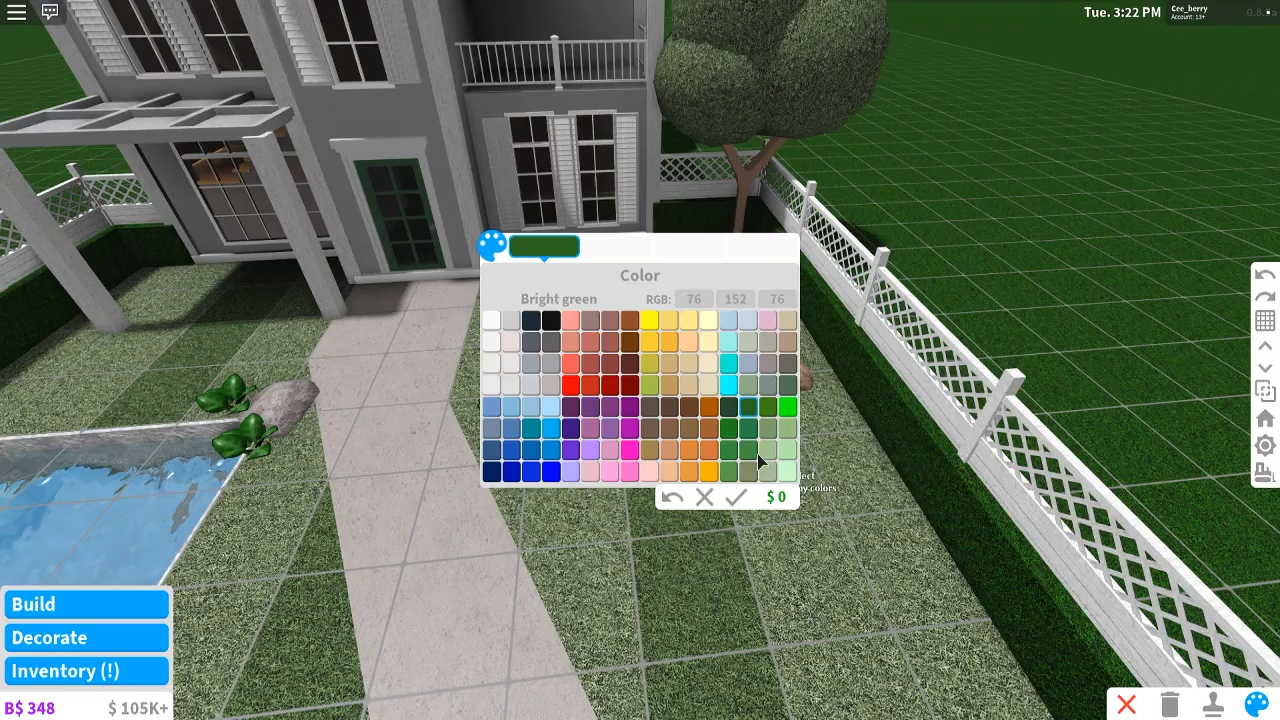 Tue. 3:22 PM
Cee_berry
Account: 13+
Color
Bright green
RGB: 76 152 76
$ 0
Build
Decorate
Inventory (!)
B$ 348
$ 105K+